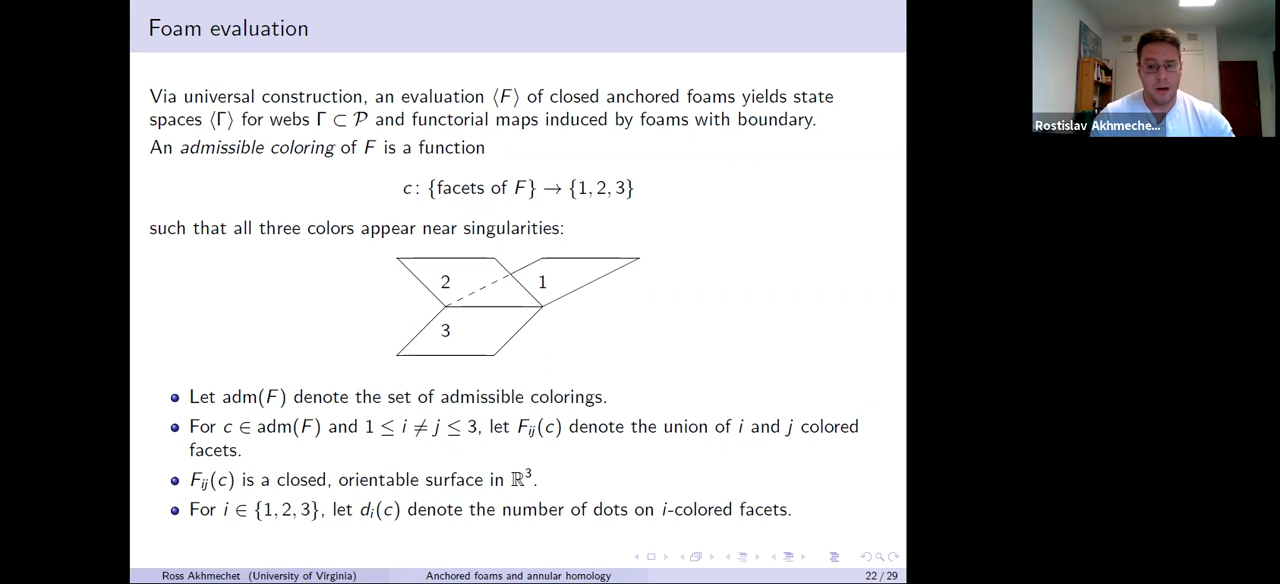 Foam evaluation
Via universal construction, an evaluation ⟨F⟩ of closed anchored foams yields state
spaces ⟨Γ⟩ for webs Γ ⊂ 𝒫 and functorial maps induced by foams with boundary.
An admissible coloring of F is a function
c: {facets of F} → {1, 2, 3}
such that all three colors appear near singularities:
2 1
3
Let adm(F) denote the set of admissible colorings.
For c ∈ adm(F) and 1 ≤ i ≠ j ≤ 3, let F_ij(c) denote the union of i and j colored
facets.
F_ij(c) is a closed, orientable surface in ℝ³.
For i ∈ {1, 2, 3}, let d_i(c) denote the number of dots on i-colored facets.
Ross Akhmechet (University of Virginia) Anchored foams and annular homology 22 / 29
Rostislav Akhmeche...